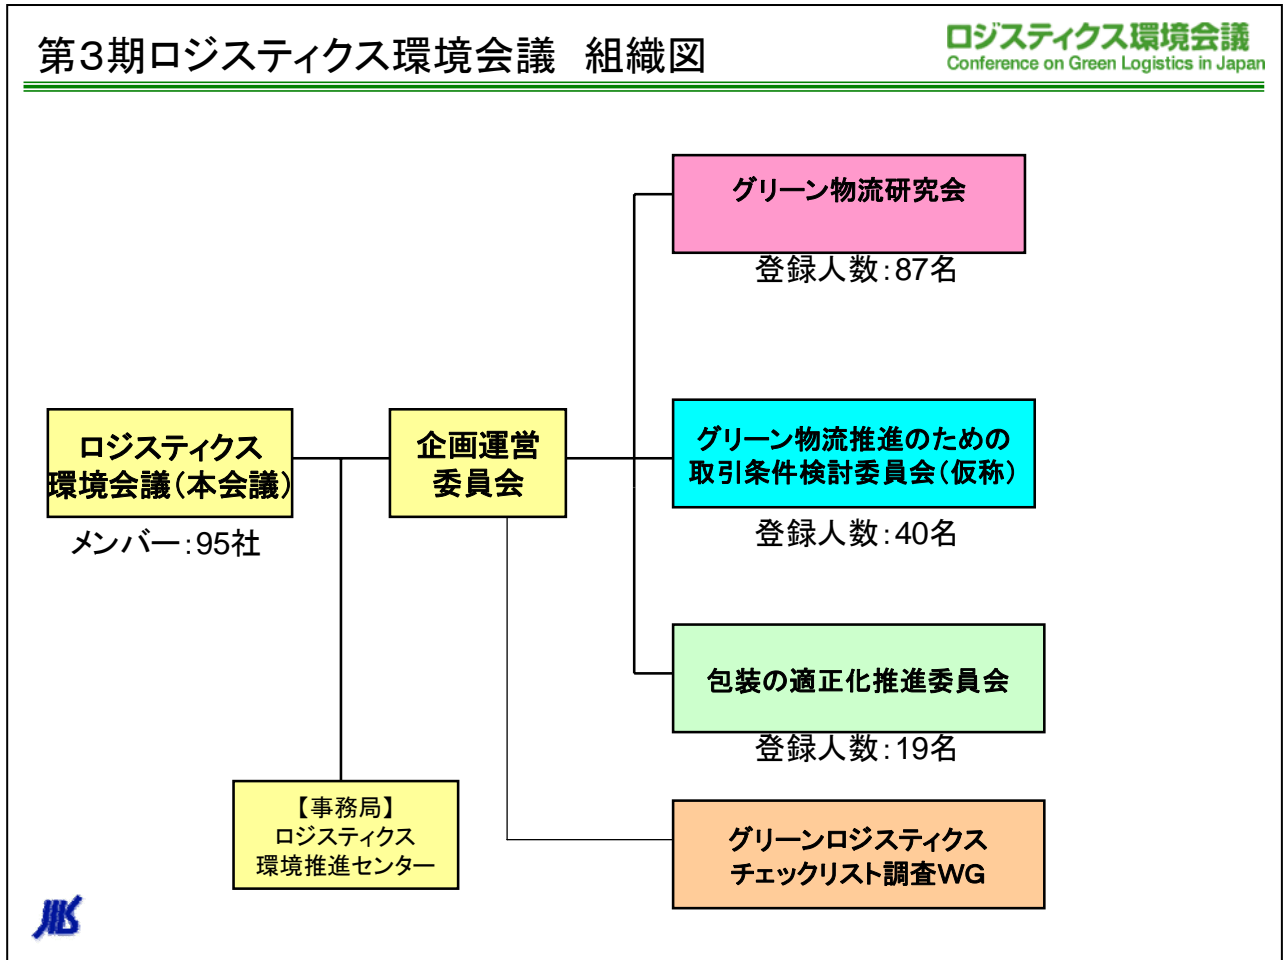 第３期ロジスティクス環境会議　組織図
ロジスティクス環境会議
Conference on Green Logistics in Japan
グリーン物流研究会
登録人数：87名
ロジスティクス
環境会議（本会議）
メンバー：95社
企画運営
委員会
グリーン物流推進のための
取引条件検討委員会（仮称）
登録人数：40名
包装の適正化推進委員会
登録人数：19名
【事務局】
ロジスティクス
環境推進センター
グリーンロジスティクス
チェックリスト調査ＷＧ
JILS